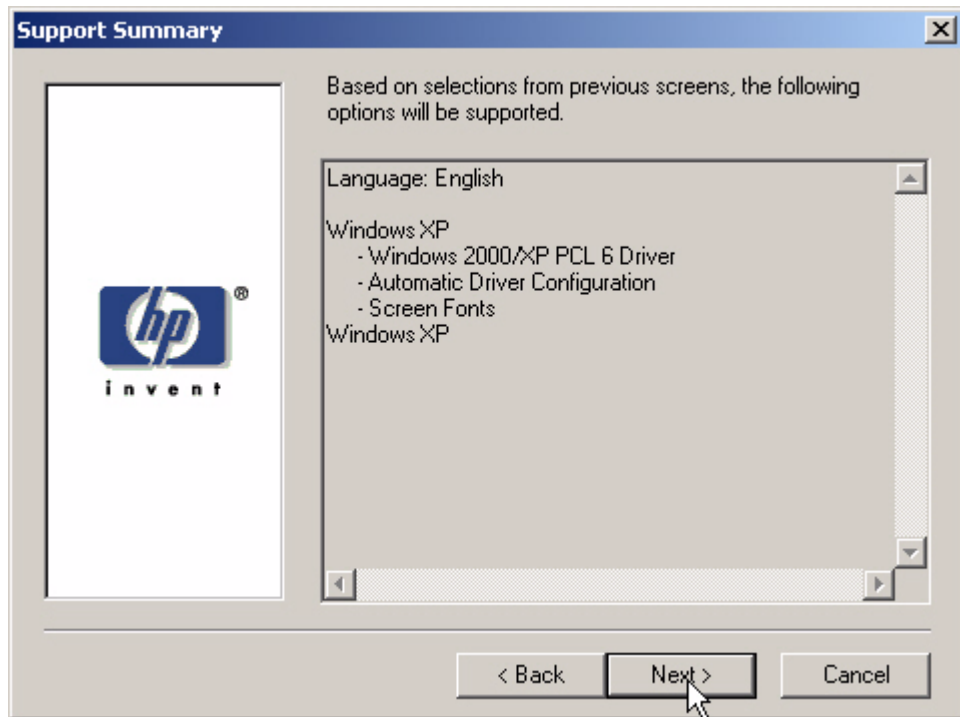 Support Summary
Based on selections from previous screens, the following
options will be supported.
Language: English
Windows XP
- Windows 2000/XP PCL 6 Driver
- Automatic Driver Configuration
- Screen Fonts
Windows XP
hp ®
invent
< Back Next > Cancel